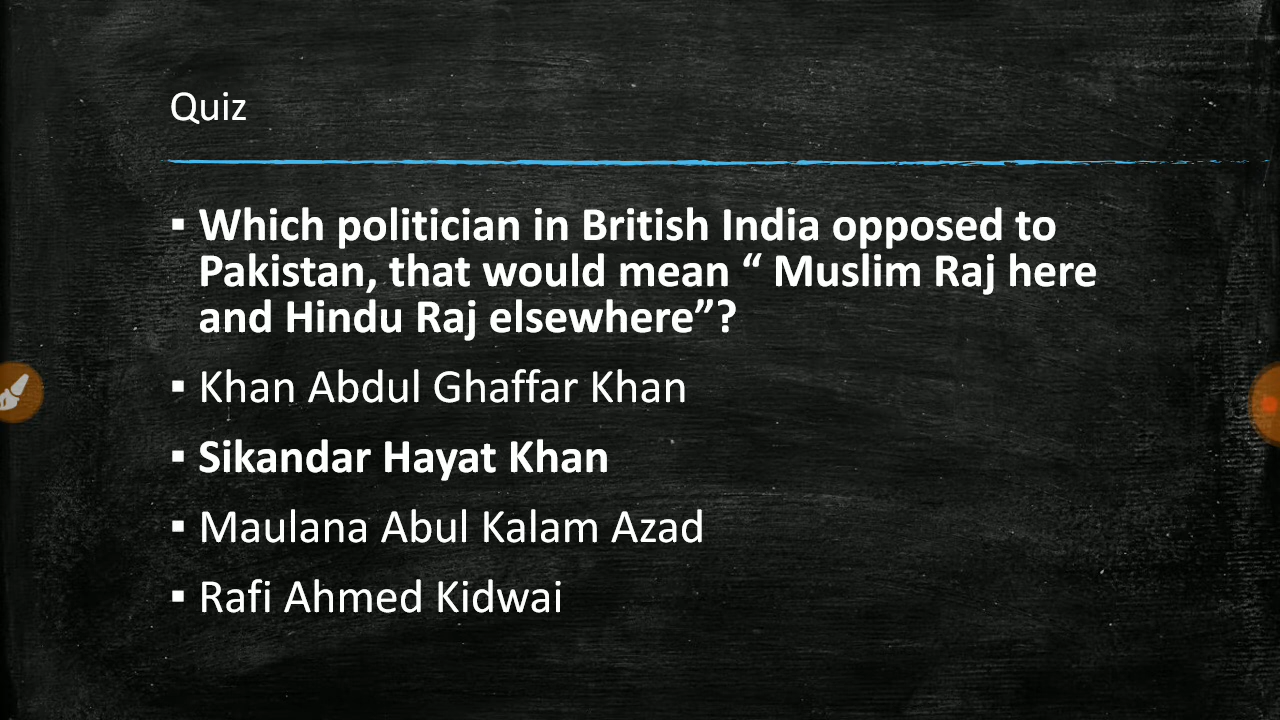 Quiz
▪ Which politician in British India opposed to
Pakistan, that would mean “ Muslim Raj here
and Hindu Raj elsewhere”?
▪ Khan Abdul Ghaffar Khan
▪ Sikandar Hayat Khan
▪ Maulana Abul Kalam Azad
▪ Rafi Ahmed Kidwai